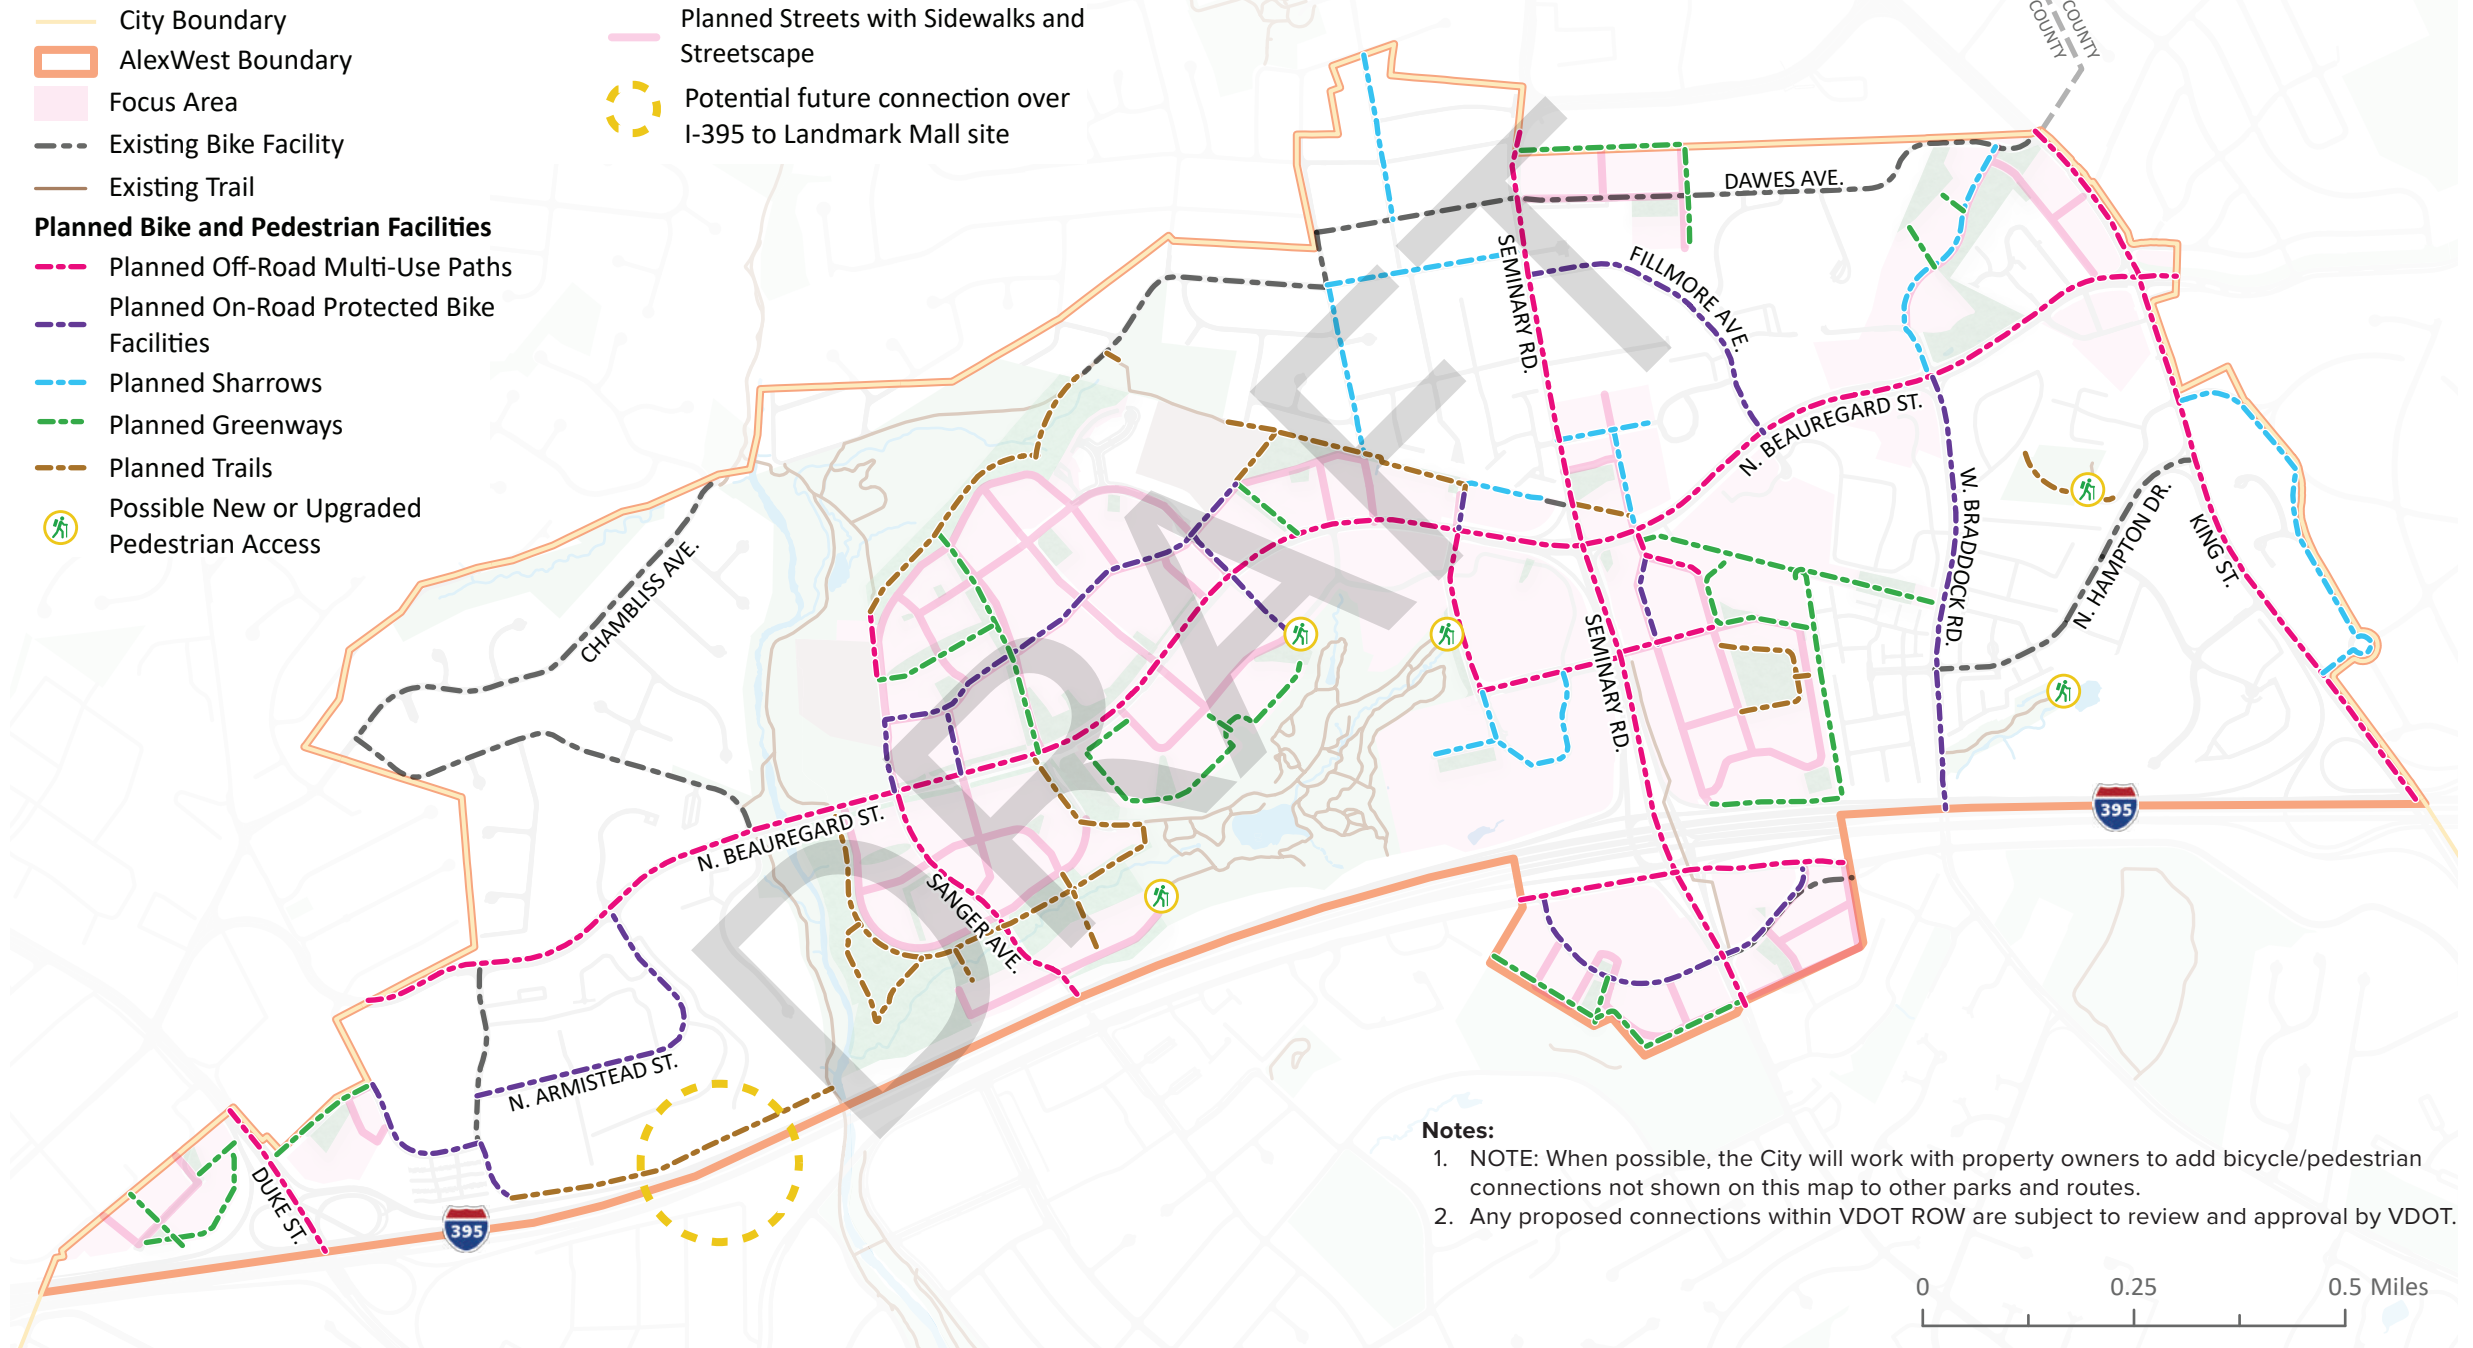 City Boundary
AlexWest Boundary
Focus Area
Existing Bike Facility
Existing Trail
Planned Bike and Pedestrian Facilities
Planned Off-Road Multi-Use Paths
Planned On-Road Protected Bike
Facilities
Planned Sharrows
Planned Greenways
Planned Trails
Possible New or Upgraded
Pedestrian Access
Planned Streets with Sidewalks and
Streetscape
Potential future connection over
I-395 to Landmark Mall site
COUNTY
COUNTY
DAWES AVE.
SEMINARY RD.
FILLMORE AVE.
N. BEAUREGARD ST.
W. BRADDOCK RD.
N. HAMPTON DR.
KING ST.
CHAMBLISS AVE.
SEMINARY RD.
N. BEAUREGARD ST.
SANGER AVE.
395
N. ARMISTEAD ST.
DUKE ST.
395
DRAFT
Notes:
1. NOTE: When possible, the City will work with property owners to add bicycle/pedestrian
connections not shown on this map to other parks and routes.
2. Any proposed connections within VDOT ROW are subject to review and approval by VDOT.
0 0.25 0.5 Miles